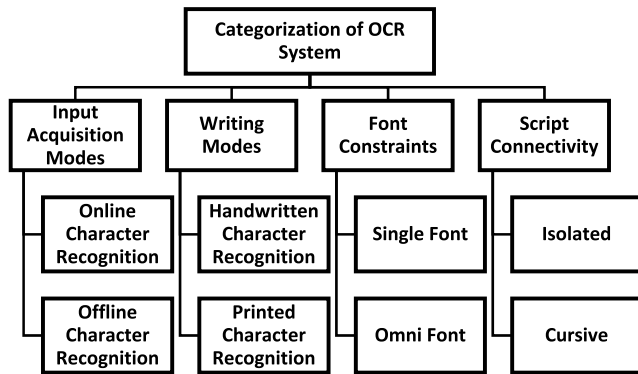 Categorization of OCR
System
Input
Acquisition
Modes
Writing
Modes
Font
Constraints
Script
Connectivity
Online
Character
Recognition
Handwritten
Character
Recognition
Single Font
Isolated
Offline
Character
Recognition
Printed
Character
Recognition
Omni Font
Cursive